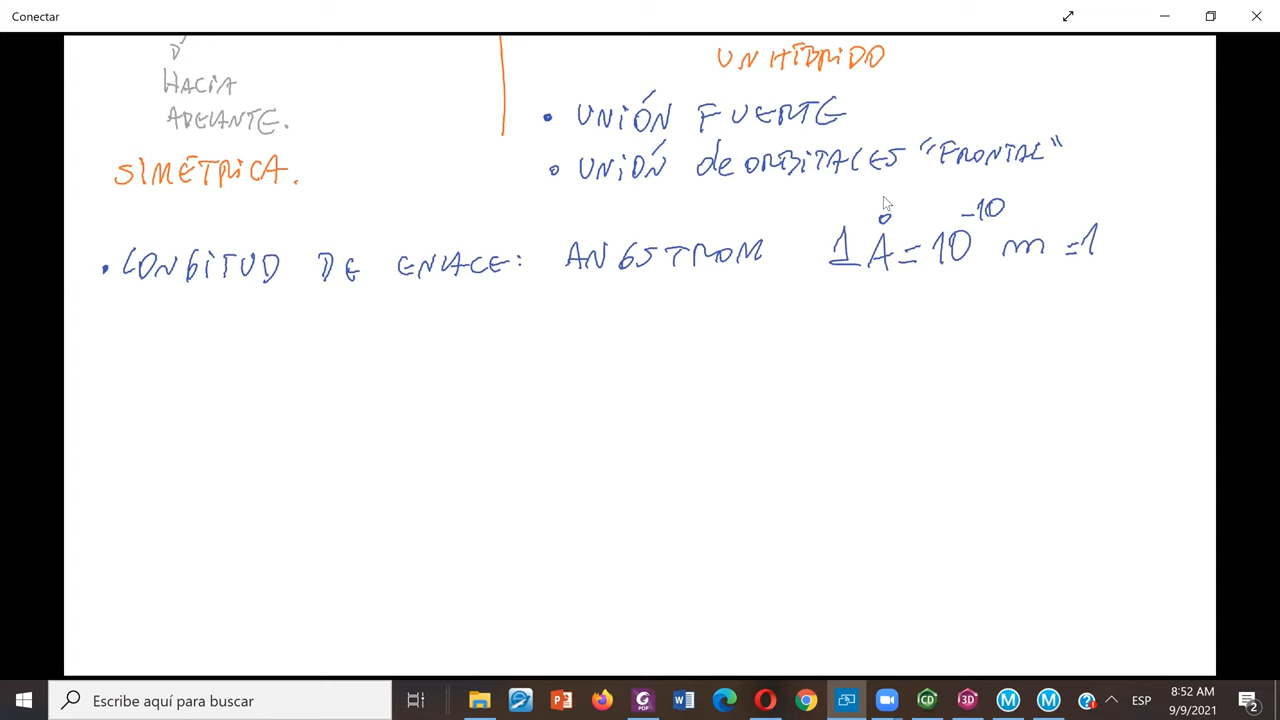 Conectar
UN HÍBRIDO
D'
HACIA
ADELANTE.
• UNIÓN FUERTE
• UNIÓN de ORBITALES "FRONTAL"
SIMÉTRICA.
• LONGITUD DE ENLACE: ANGSTROM 1 Å = 10⁻¹⁰ m = 1
Escribe aquí para buscar
ESP
8:52 AM
9/9/2021
2